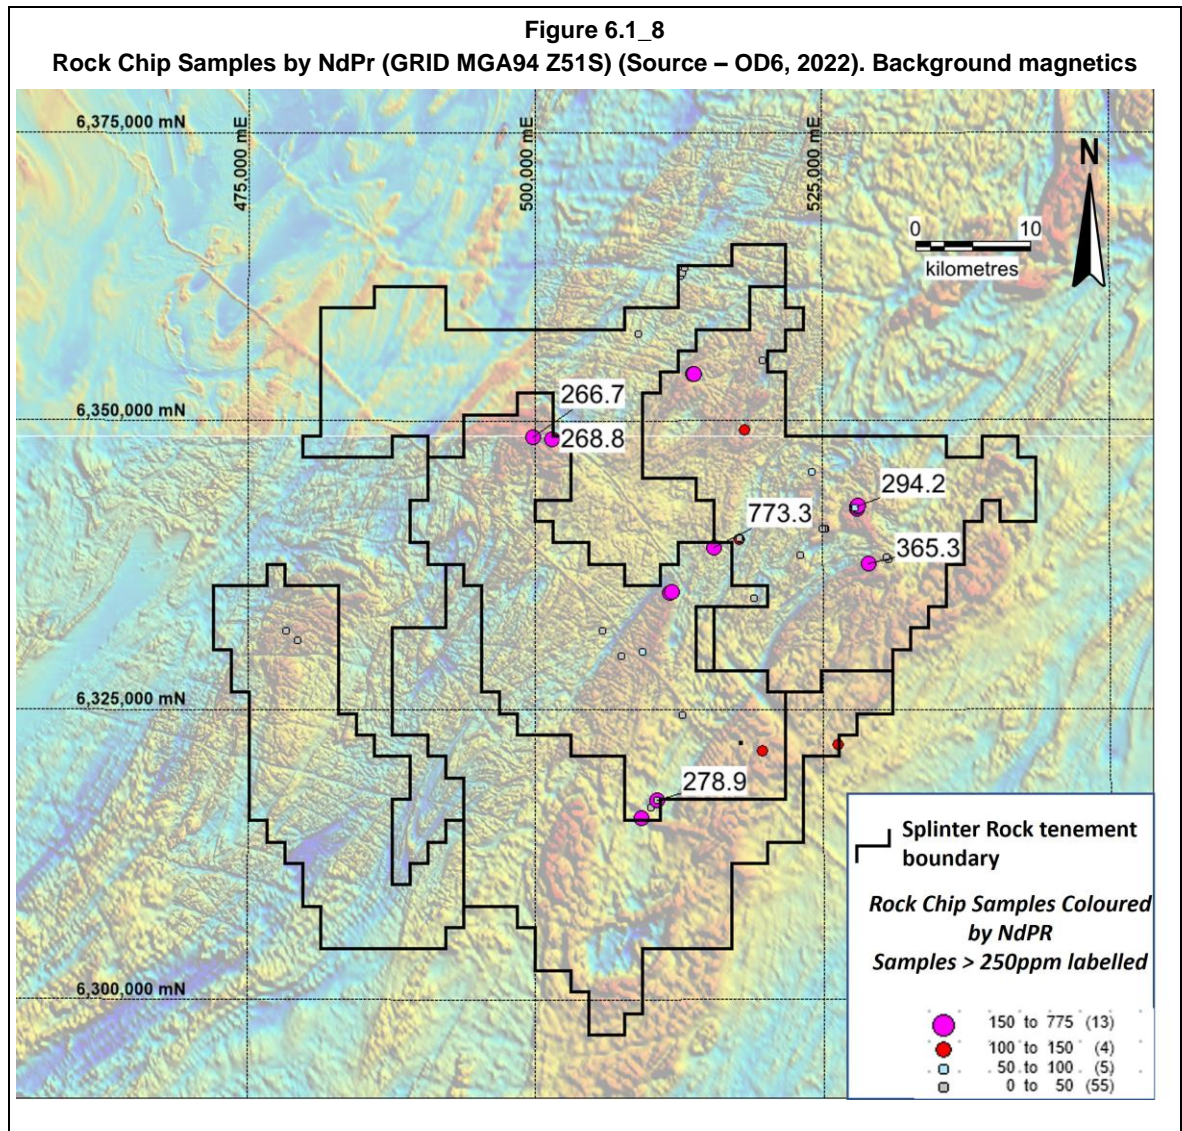 Figure 6.1_8
Rock Chip Samples by NdPr (GRID MGA94 Z51S) (Source – OD6, 2022). Background magnetics
6,375,000 mN
475,000 mE
500,000 mE
525,000 mE
N
0 10
kilometres
6,350,000 mN
266.7
268.8
294.2
773.3
365.3
6,325,000 mN
278.9
6,300,000 mN
Splinter Rock tenement
boundary
Rock Chip Samples Coloured
by NdPR
Samples > 250ppm labelled
150 to 775 (13)
100 to 150 (4)
50 to 100 (5)
0 to 50 (55)